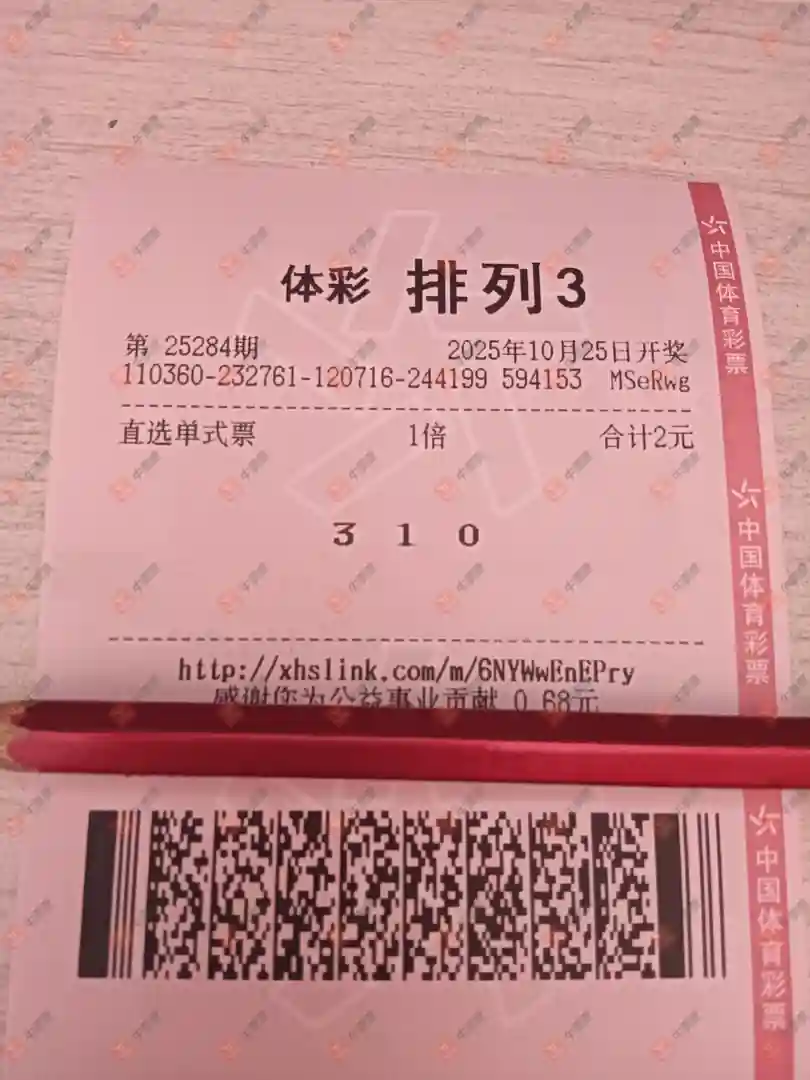 体彩 排列3
第 25284期 2025年10月25日开奖
110360-232761-120716-244199 594153 MSeRwg
直选单式票 1倍 合计2元
3 1 0
http://xhslink.com/m/6NYWwEnEPry
感谢您为公益事业贡献 0.68元
中国体育彩票
中国体育彩票
中国体育彩票